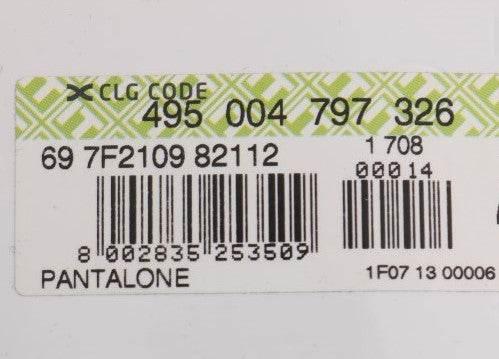 CLG CODE
495 004 797 326
69 7F2109 82112
1 708
00014
8 002835 253509
PANTALONE
1F07 13 00006